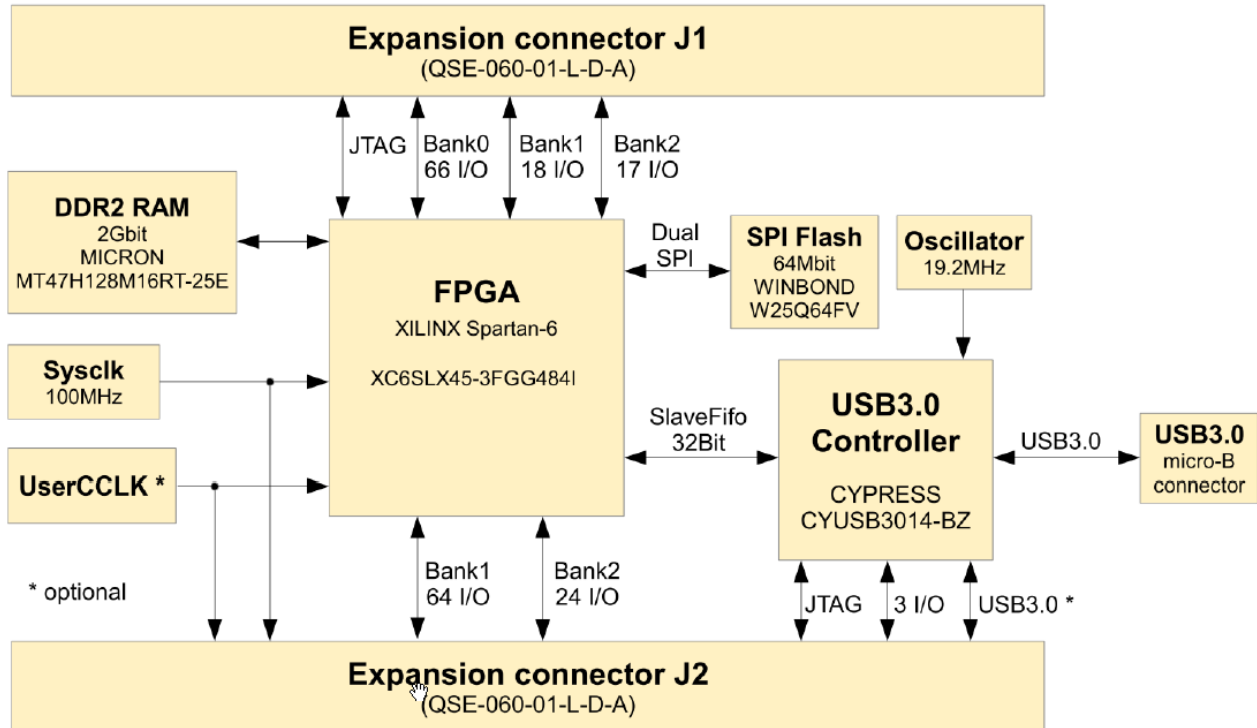 Expansion connector J1
(QSE-060-01-L-D-A)
JTAG
Bank0
66 I/O
Bank1
18 I/O
Bank2
17 I/O
DDR2 RAM
2Gbit
MICRON
MT47H128M16RT-25E
FPGA
XILINX Spartan-6
XC6SLX45-3FGG484I
Dual
SPI
SPI Flash
64Mbit
WINBOND
W25Q64FV
Oscillator
19.2MHz
Sysclk
100MHz
UserCCLK *
SlaveFifo
32Bit
USB3.0
Controller
CYPRESS
CYUSB3014-BZ
USB3.0
USB3.0
micro-B
connector
* optional
Bank1
64 I/O
Bank2
24 I/O
JTAG
3 I/O
USB3.0 *
Expansion connector J2
(QSE-060-01-L-D-A)